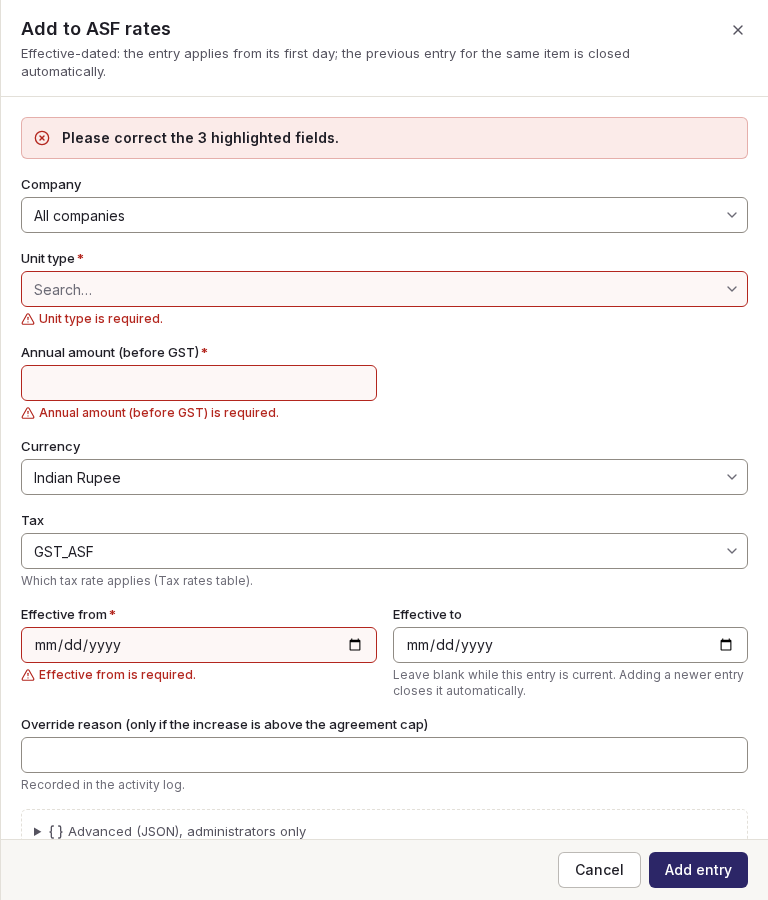 Add to ASF rates
Effective-dated: the entry applies from its first day; the previous entry for the same item is closed
automatically.
Please correct the 3 highlighted fields.
Company
All companies
Unit type *
Search…
Unit type is required.
Annual amount (before GST) *
Annual amount (before GST) is required.
Currency
Indian Rupee
Tax
GST_ASF
Which tax rate applies (Tax rates table).
Effective from *
mm/dd/yyyy
Effective from is required.
Effective to
mm/dd/yyyy
Leave blank while this entry is current. Adding a newer entry
closes it automatically.
Override reason (only if the increase is above the agreement cap)
Recorded in the activity log.
{ } Advanced (JSON), administrators only
Cancel
Add entry